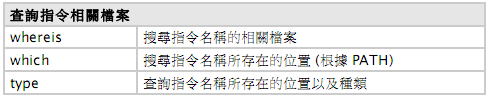 查詢指令相關檔案
whereis 搜尋指令名稱的相關檔案
which 搜尋指令名稱所存在的位置 (根據 PATH)
type 查詢指令名稱所存在的位置以及種類